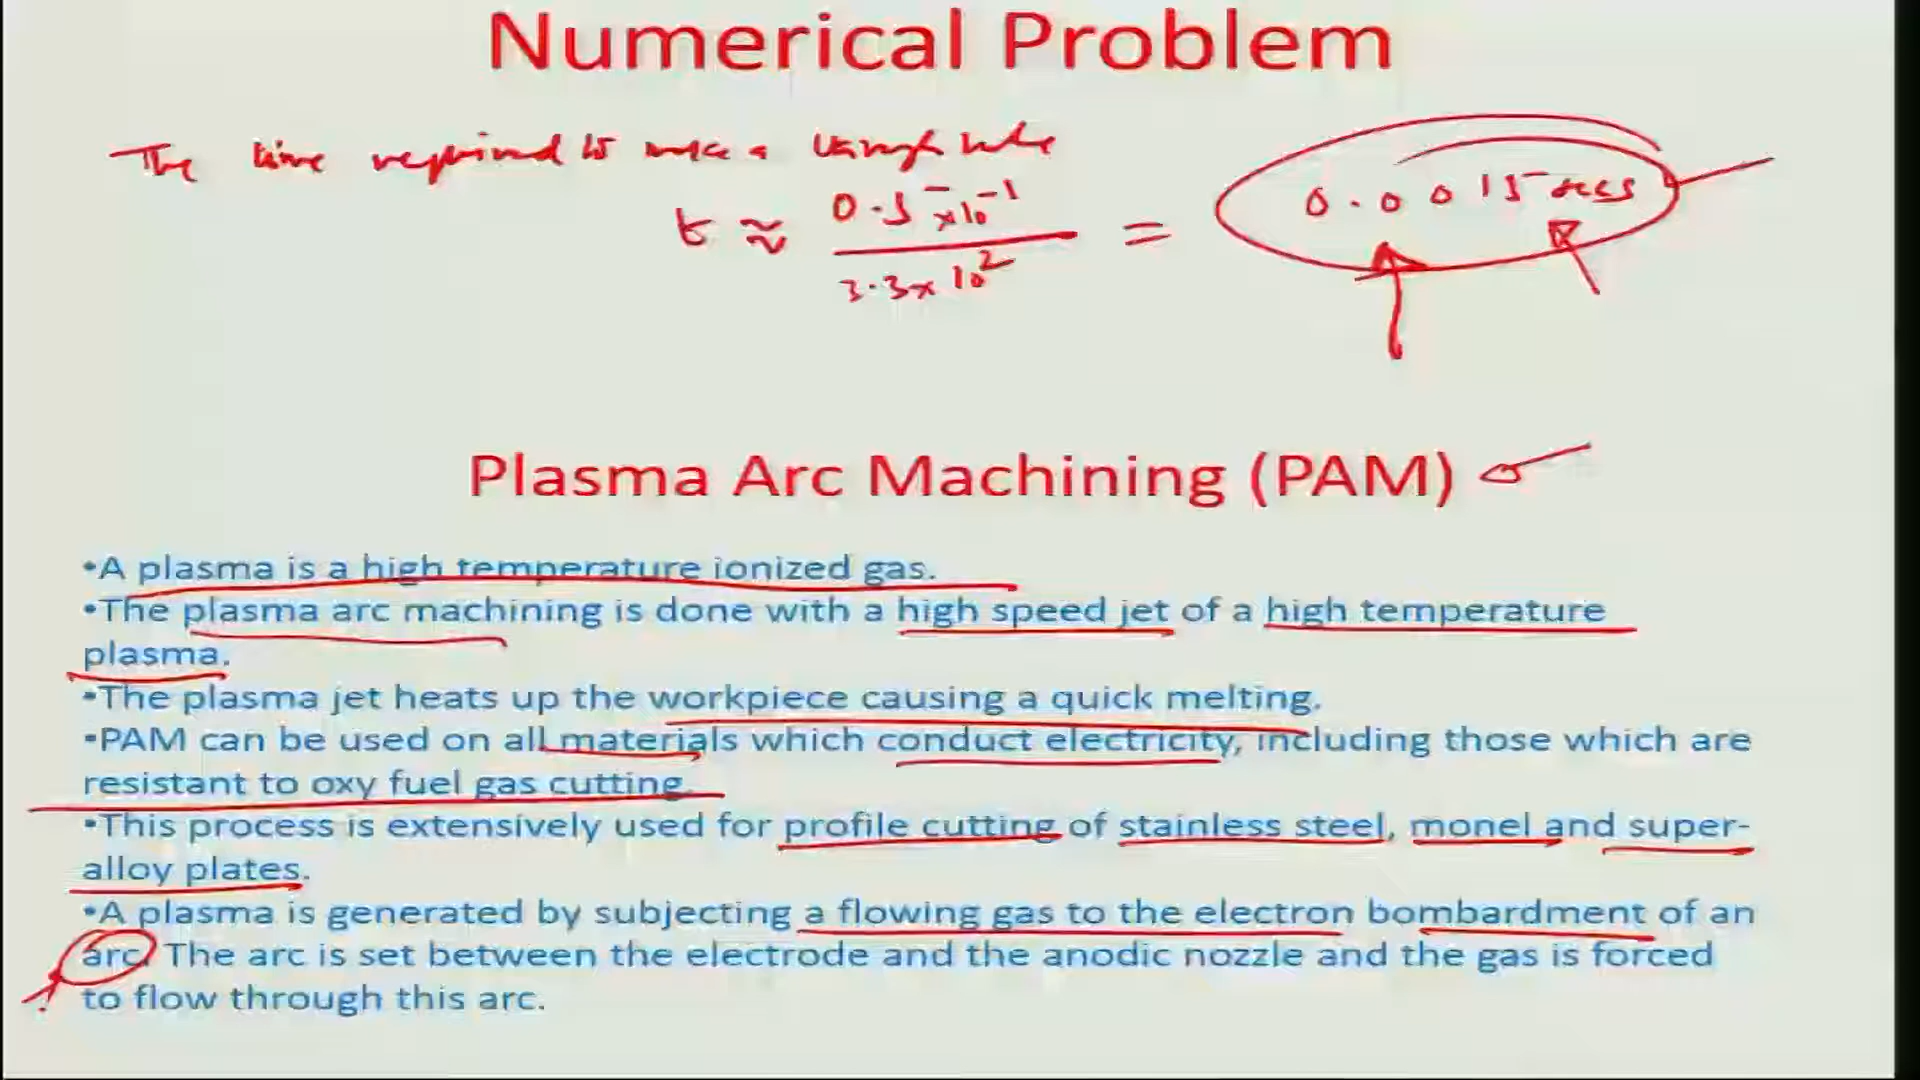 Numerical Problem
The time required to make a through hole
t ≈ 0.5 × 10^-1 / 3.3 × 10^2 = 0.00015 secs
Plasma Arc Machining (PAM)
•A plasma is a high temperature ionized gas.
•The plasma arc machining is done with a high speed jet of a high temperature
plasma.
•The plasma jet heats up the workpiece causing a quick melting.
•PAM can be used on all materials which conduct electricity, including those which are
resistant to oxy fuel gas cutting.
•This process is extensively used for profile cutting of stainless steel, monel and super-
alloy plates.
•A plasma is generated by subjecting a flowing gas to the electron bombardment of an
arc. The arc is set between the electrode and the anodic nozzle and the gas is forced
to flow through this arc.